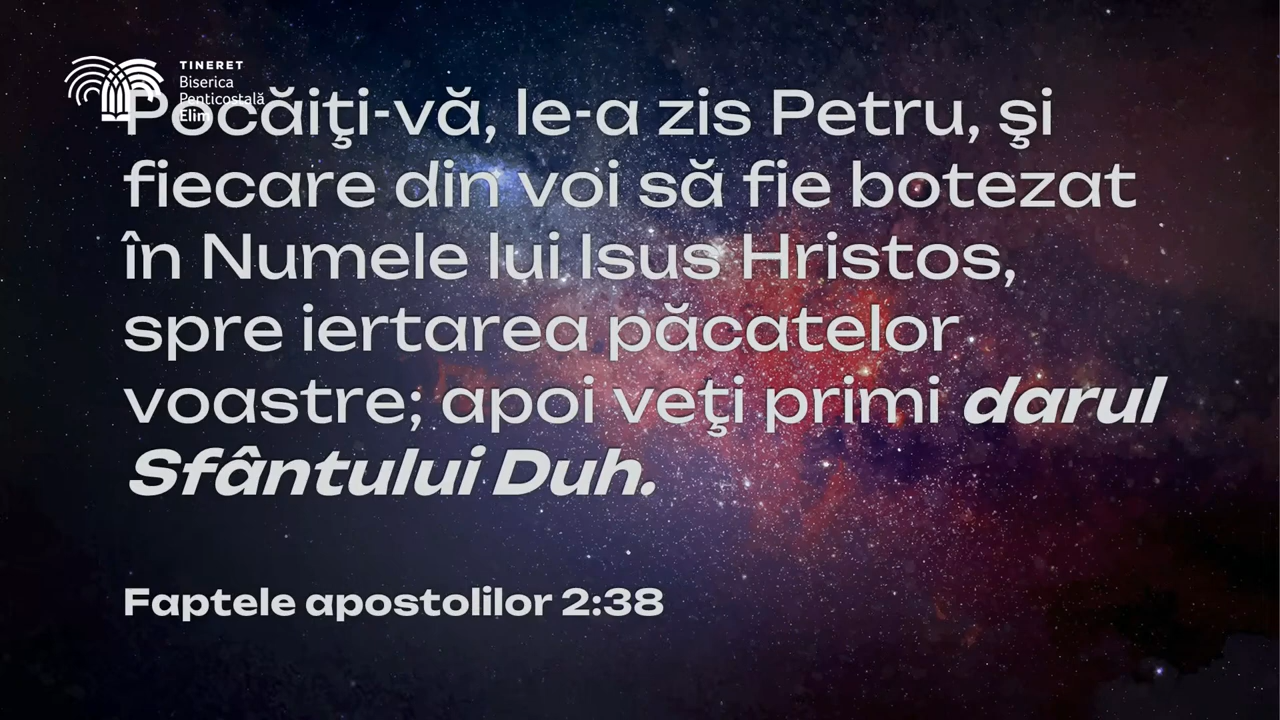 TINERET
Biserica
Penticostală
Elim
Pocăiţi-vă, le-a zis Petru, şi
fiecare din voi să fie botezat
în Numele lui Isus Hristos,
spre iertarea păcatelor
voastre; apoi veţi primi darul
Sfântului Duh.
Faptele apostolilor 2:38